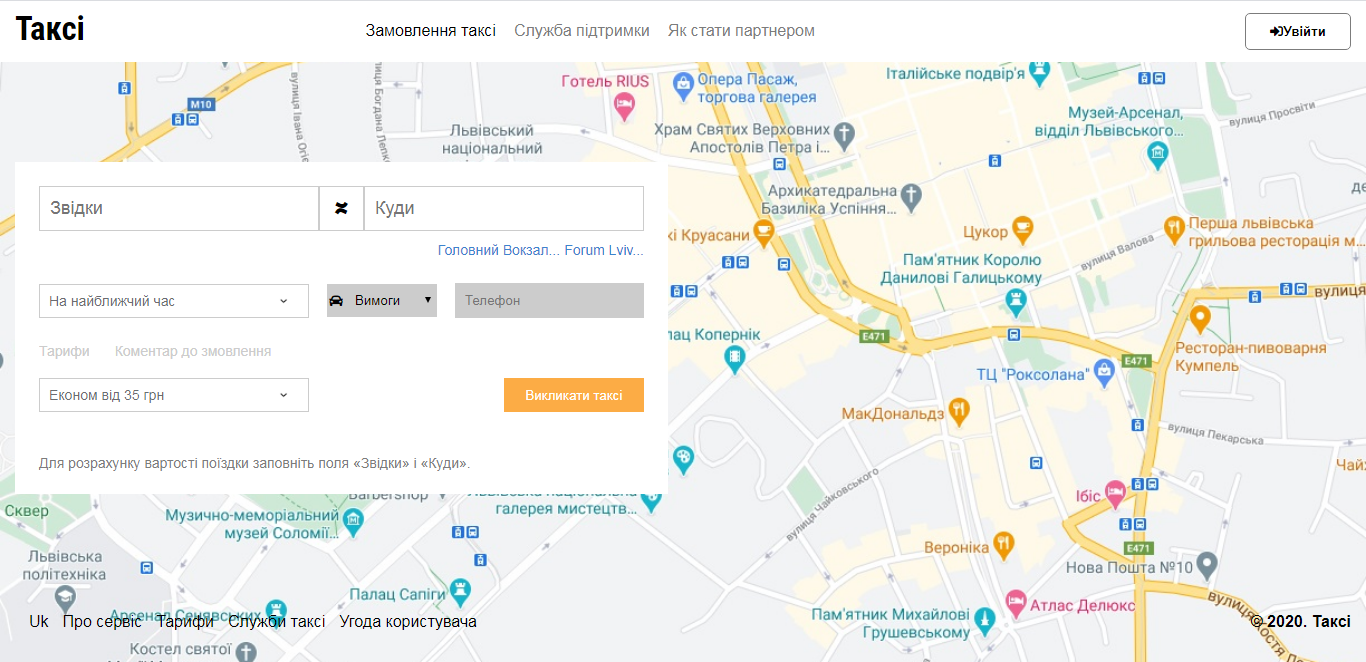 Таксі
Замовлення таксі Служба підтримки Як стати партнером
Увійти
M10
вулиця Івана
вулиця Богдана
Львівський
національний
Готель RIUS
Опера Пасаж,
торгова галерея
Італійське подвір'я
Музей-Арсенал,
відділ Львівського...
вулиця Просвіти
Храм Святих Верховних
Апостолів Петра і...
Архикатедральна
Базиліка Успіння...
Круасани
Цукор
Перша львівська
грильова ресторація м...
вулиця Валова
Пам'ятник Королю
Данилові Галицькому
вулиця
Звідки
Куди
Головний Вокзал... Forum Lviv...
На найближчий час
Вимоги
Телефон
Тарифи Коментар до змовлення
Економ від 35 грн
Викликати таксі
Для розрахунку вартості поїздки заповніть поля «Звідки» і «Куди».
Копернік
E471
E471
Ресторан-пивоварня
Кумпель
ТЦ "Роксолана"
МакДональдз
вулиця Пекарська
вулиця Чайковського
Ібіс
E471
Нова Пошта №10
Вероніка
Barbershop
Львівська національна
галерея мистецтв...
Сквер
Музично-меморіальний
музей Соломії...
Львівська
політехніка
Палац Сапіги
Арсенал Сенявських
Пам'ятник Михайлові
Грушевському
Атлас Делюкс
вулиця Костя
Костел святої
Uk Про сервіс Тарифи Служби таксі Угода користувача
© 2020. Таксі